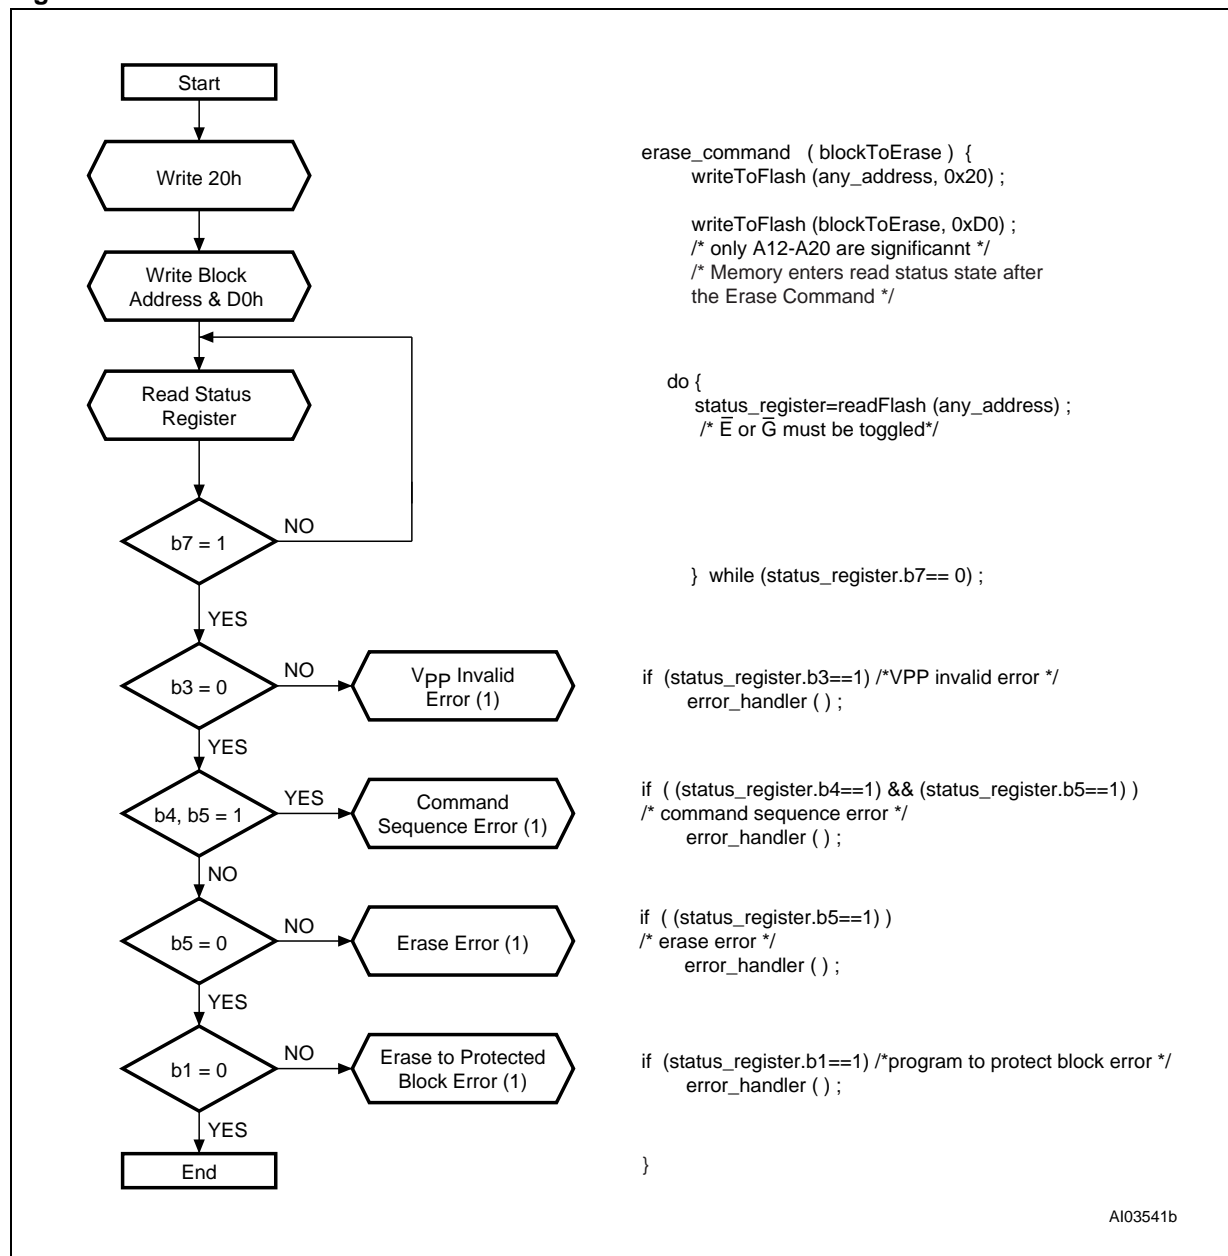 Start
Write 20h
Write Block
Address & D0h
Read Status
Register
b7 = 1
NO
YES
b3 = 0
NO
VPP Invalid
Error (1)
YES
b4, b5 = 1
YES
Command
Sequence Error (1)
NO
b5 = 0
NO
Erase Error (1)
YES
b1 = 0
NO
Erase to Protected
Block Error (1)
YES
End
erase_command ( blockToErase ) {
writeToFlash (any_address, 0x20) ;
writeToFlash (blockToErase, 0xD0) ;
/* only A12-A20 are significannt */
/* Memory enters read status state after
the Erase Command */
do {
status_register=readFlash (any_address) ;
/* E̅ or G̅ must be toggled*/
} while (status_register.b7== 0) ;
if (status_register.b3==1) /*VPP invalid error */
error_handler ( ) ;
if ( (status_register.b4==1) && (status_register.b5==1) )
/* command sequence error */
error_handler ( ) ;
if ( (status_register.b5==1) )
/* erase error */
error_handler ( ) ;
if (status_register.b1==1) /*program to protect block error */
error_handler ( ) ;
}
AI03541b